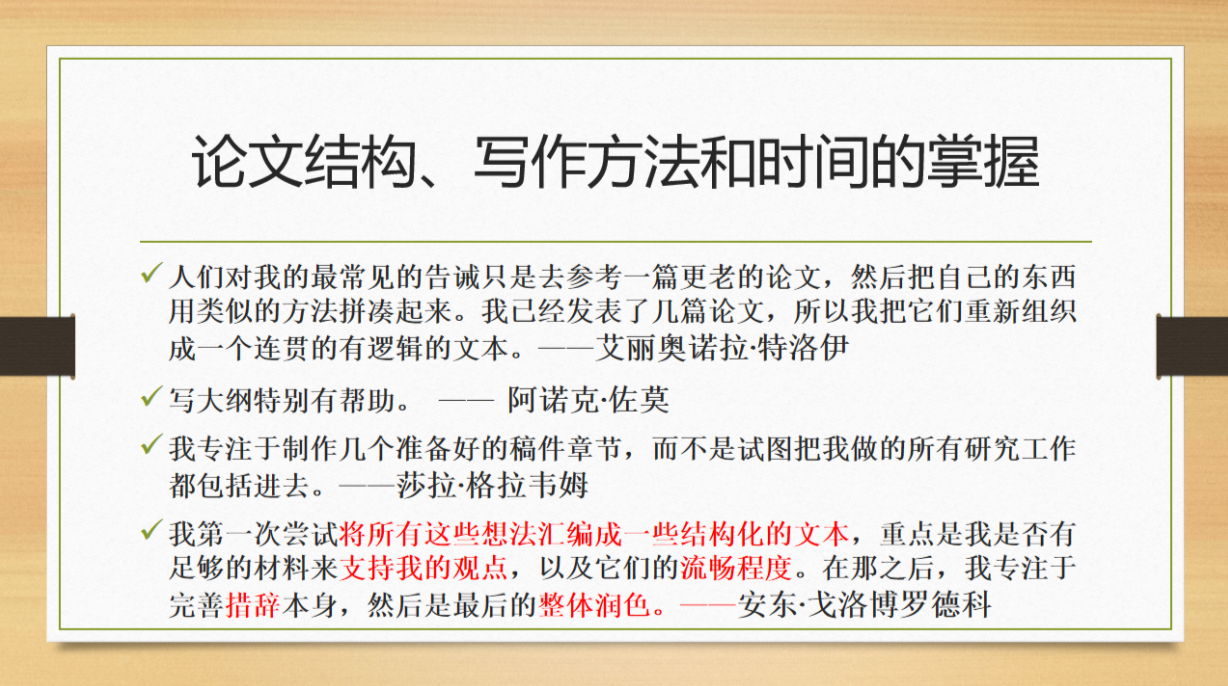 论文结构、写作方法和时间的掌握
✓人们对我的最常见的告诫只是去参考一篇更老的论文，然后把自己的东西
用类似的方法拼凑起来。我已经发表了几篇论文，所以我把它们重新组织
成一个连贯的有逻辑的文本。——艾丽奥诺拉·特洛伊
✓写大纲特别有帮助。 —— 阿诺克·佐莫
✓我专注于制作几个准备好的稿件章节，而不是试图把我做的所有研究工作
都包括进去。——莎拉·格拉韦姆
✓我第一次尝试将所有这些想法汇编成一些结构化的文本，重点是我是否有
足够的材料来支持我的观点，以及它们的流畅程度。在那之后，我专注于
完善措辞本身，然后是最后的整体润色。——安东·戈洛博罗德科